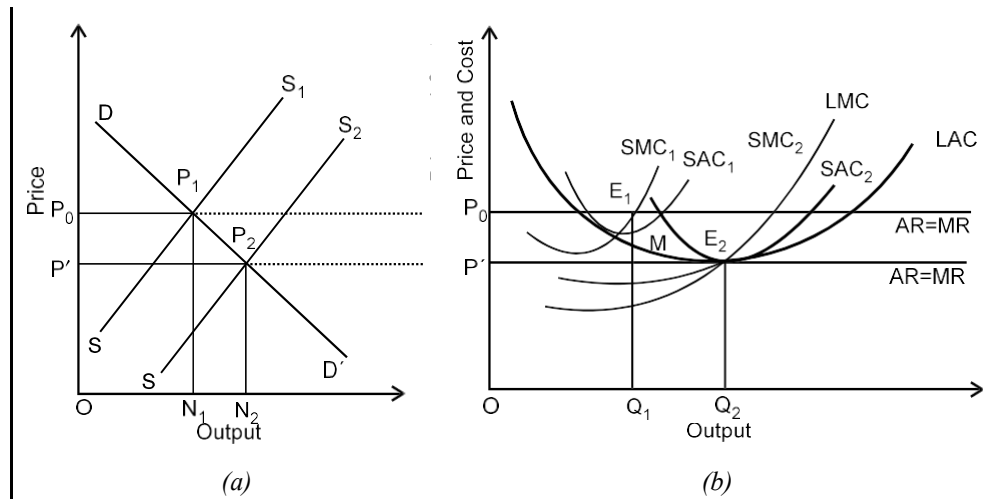 Price
D
S₁
S₂
P₁
P₀
P₂
P′
S
S
D′
O
N₁
N₂
Output
(a)
Price and Cost
LMC
SMC₁
SAC₁
SMC₂
LAC
SAC₂
P₀
E₁
AR=MR
M
E₂
P′
AR=MR
O
Q₁
Q₂
Output
(b)